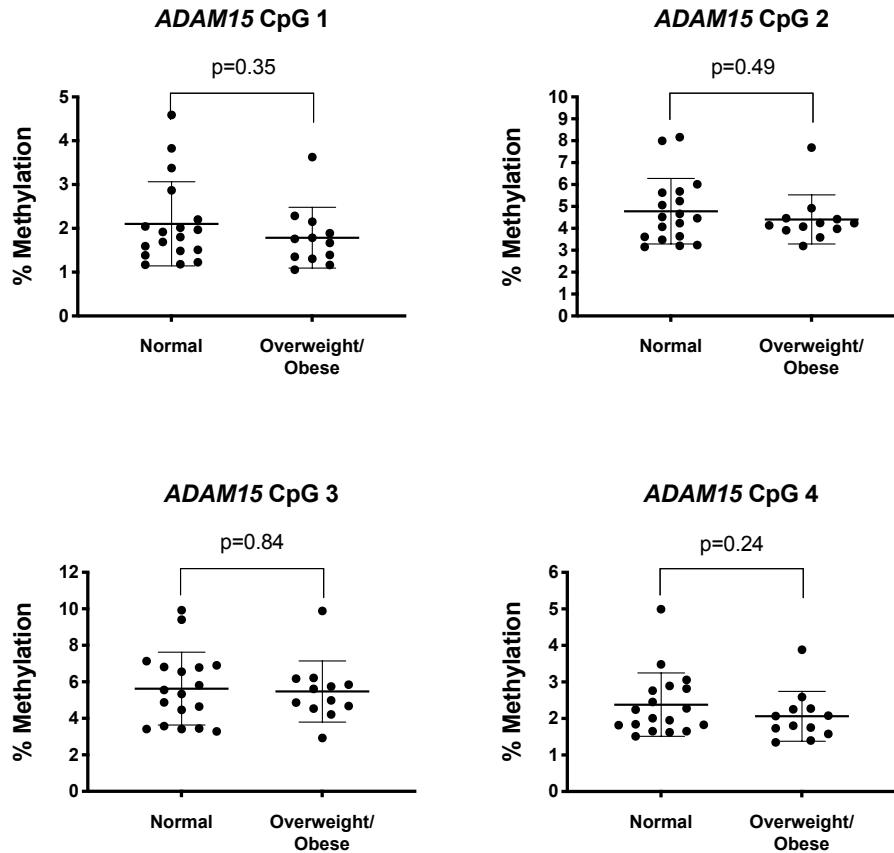 ADAM15 CpG 1
p=0.35
% Methylation
5
4
3
2
1
0
Normal
Overweight/
Obese
ADAM15 CpG 2
p=0.49
% Methylation
10
9
8
7
6
5
4
3
2
1
0
Normal
Overweight/
Obese
ADAM15 CpG 3
p=0.84
% Methylation
12
10
8
6
4
2
0
Normal
Overweight/
Obese
ADAM15 CpG 4
p=0.24
% Methylation
6
5
4
3
2
1
0
Normal
Overweight/
Obese